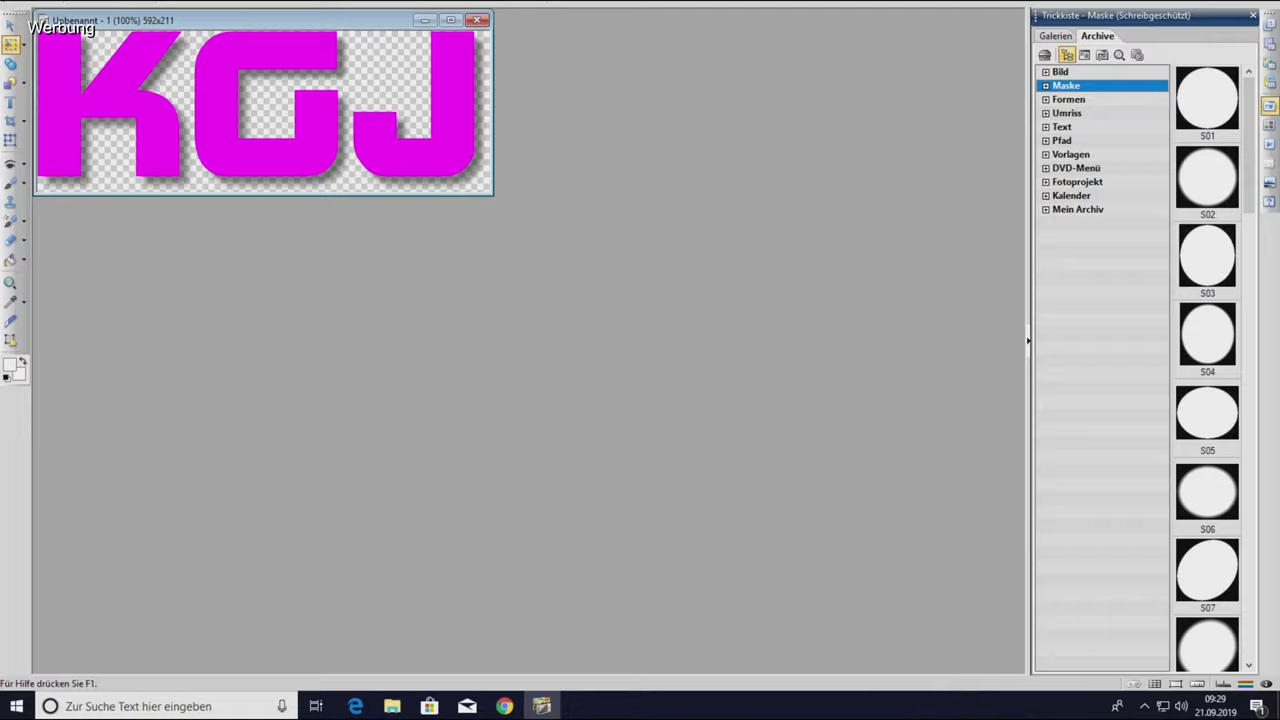 Unbenannt - 1 (100%) 592x211
Werbung
KGJ
Trickkiste - Maske (Schreibgeschützt)
Galerien
Archive
Bild
Maske
Formen
Umriss
Text
Pfad
Vorlagen
DVD-Menü
Fotoprojekt
Kalender
Mein Archiv
S01
S02
S03
S04
S05
S06
S07
Für Hilfe drücken Sie F1.
Zur Suche Text hier eingeben
09:29
21.09.2019
1